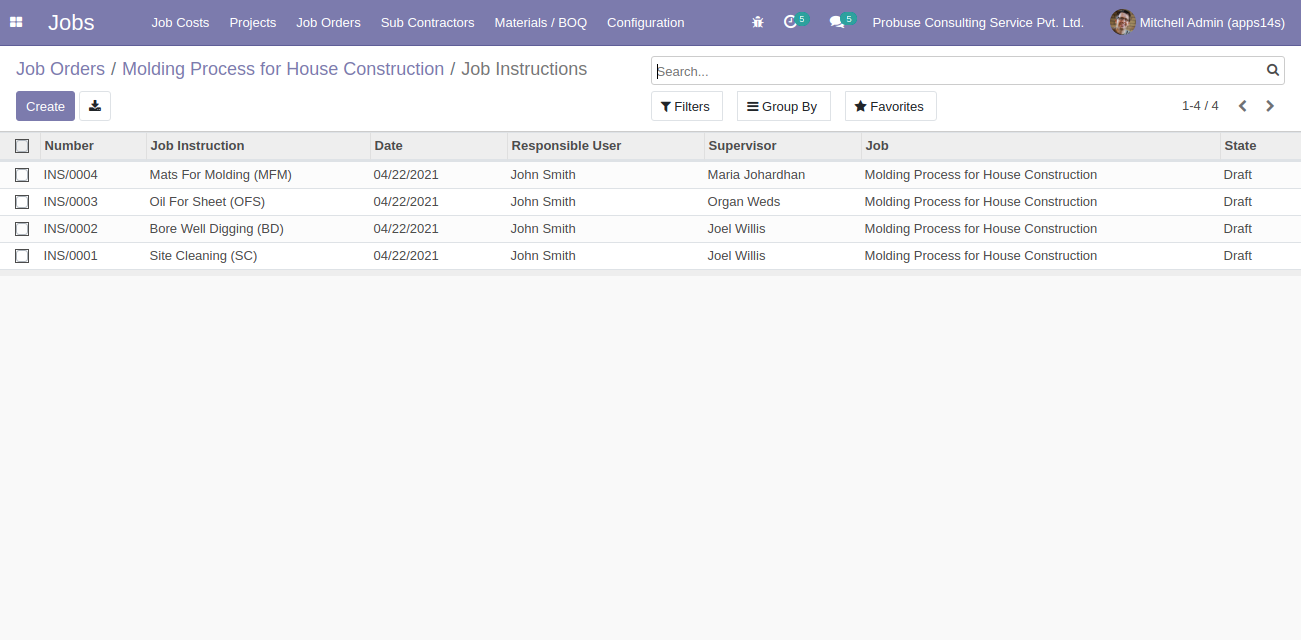 Jobs Job Costs Projects Job Orders Sub Contractors Materials / BOQ Configuration 5 5 Probuse Consulting Service Pvt. Ltd. Mitchell Admin (apps14s)
Job Orders / Molding Process for House Construction / Job Instructions Search...
Create Filters Group By Favorites 1-4 / 4
Number Job Instruction Date Responsible User Supervisor Job State
INS/0004 Mats For Molding (MFM) 04/22/2021 John Smith Maria Johardhan Molding Process for House Construction Draft
INS/0003 Oil For Sheet (OFS) 04/22/2021 John Smith Organ Weds Molding Process for House Construction Draft
INS/0002 Bore Well Digging (BD) 04/22/2021 John Smith Joel Willis Molding Process for House Construction Draft
INS/0001 Site Cleaning (SC) 04/22/2021 John Smith Joel Willis Molding Process for House Construction Draft